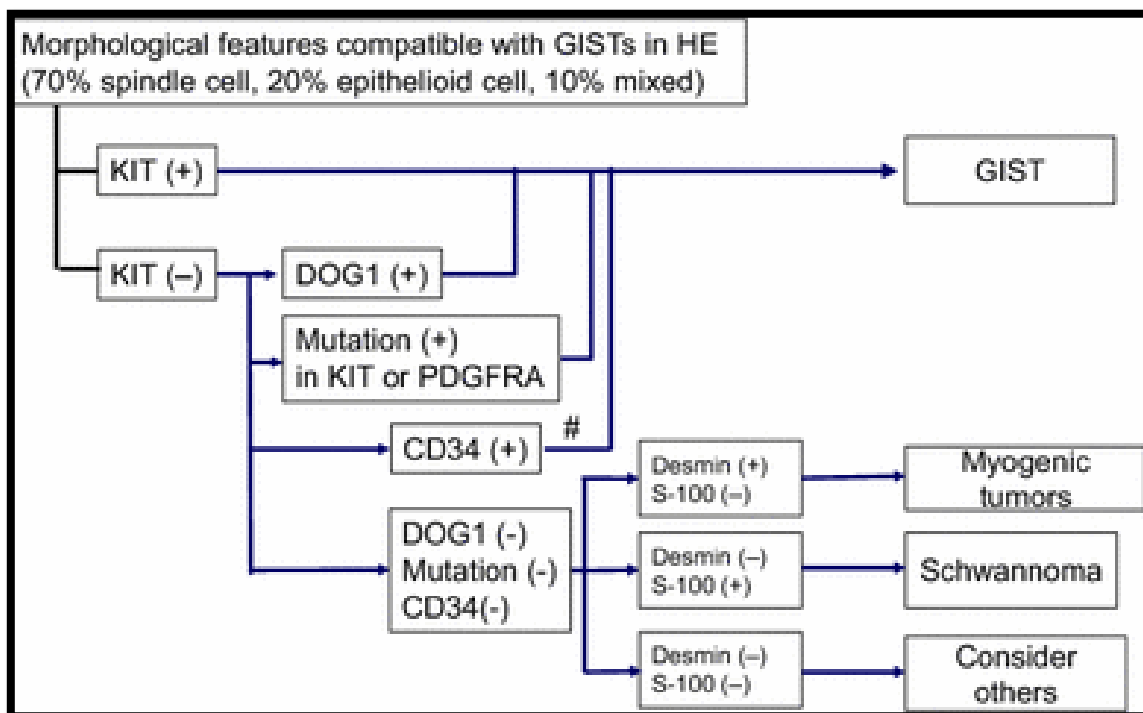 Morphological features compatible with GISTs in HE
(70% spindle cell, 20% epithelioid cell, 10% mixed)
KIT (+)
GIST
KIT (–)
DOG1 (+)
Mutation (+)
in KIT or PDGFRA
CD34 (+)
#
DOG1 (-)
Mutation (-)
CD34(-)
Desmin (+)
S-100 (–)
Myogenic
tumors
Desmin (–)
S-100 (+)
Schwannoma
Desmin (–)
S-100 (–)
Consider
others